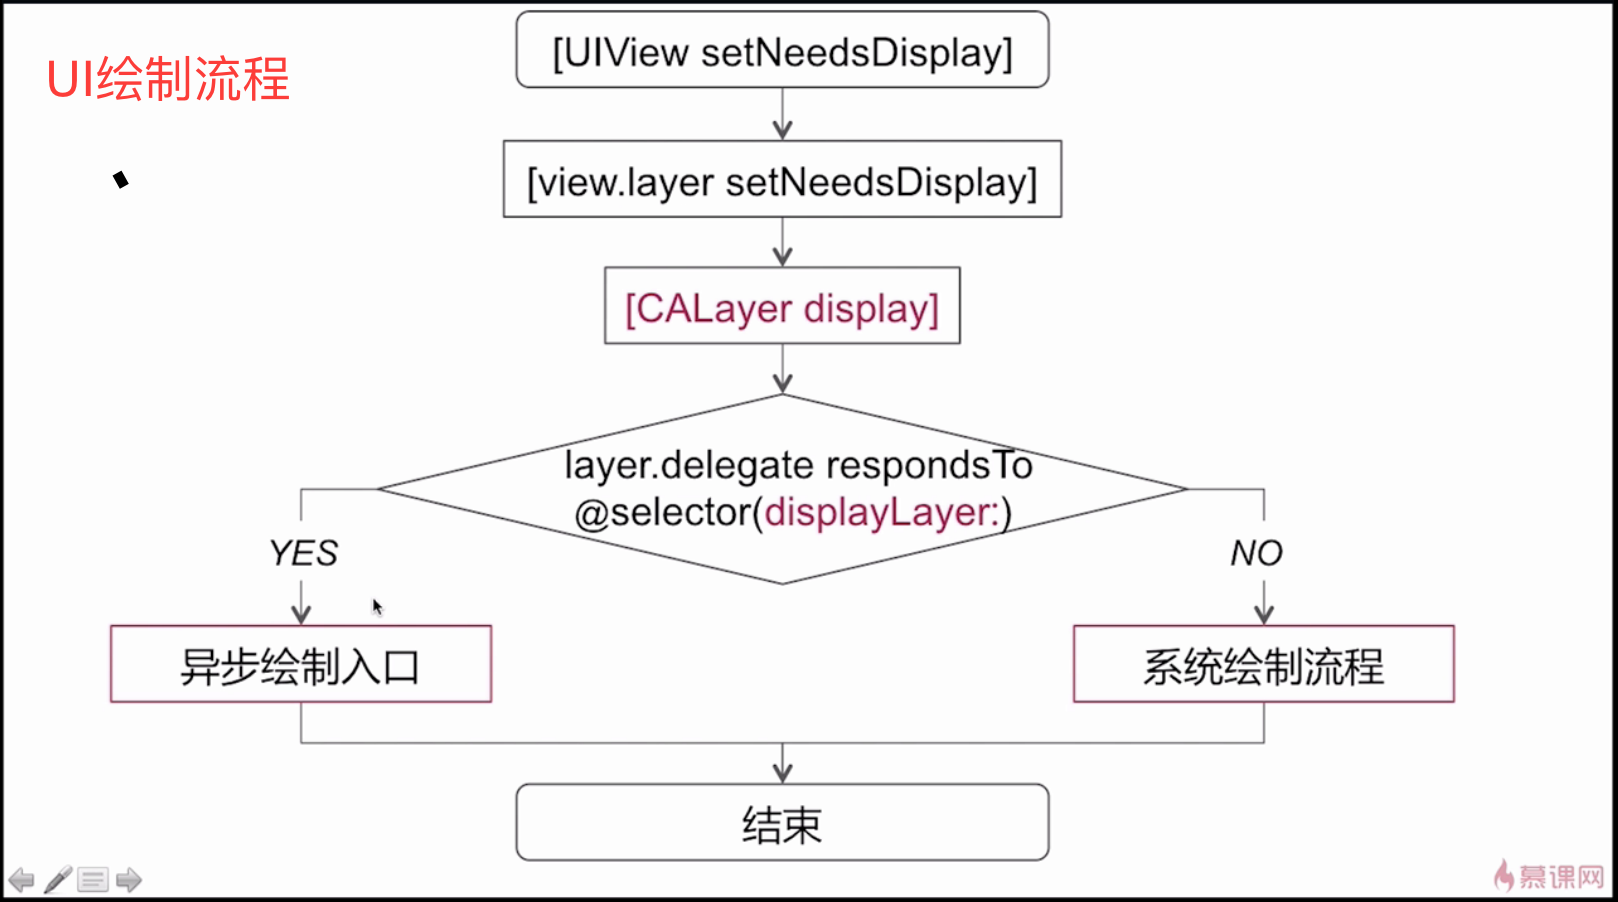 UI绘制流程
[UIView setNeedsDisplay]
[view.layer setNeedsDisplay]
[CALayer display]
layer.delegate respondsTo
@selector(displayLayer:)
YES
NO
异步绘制入口
系统绘制流程
结束
慕课网